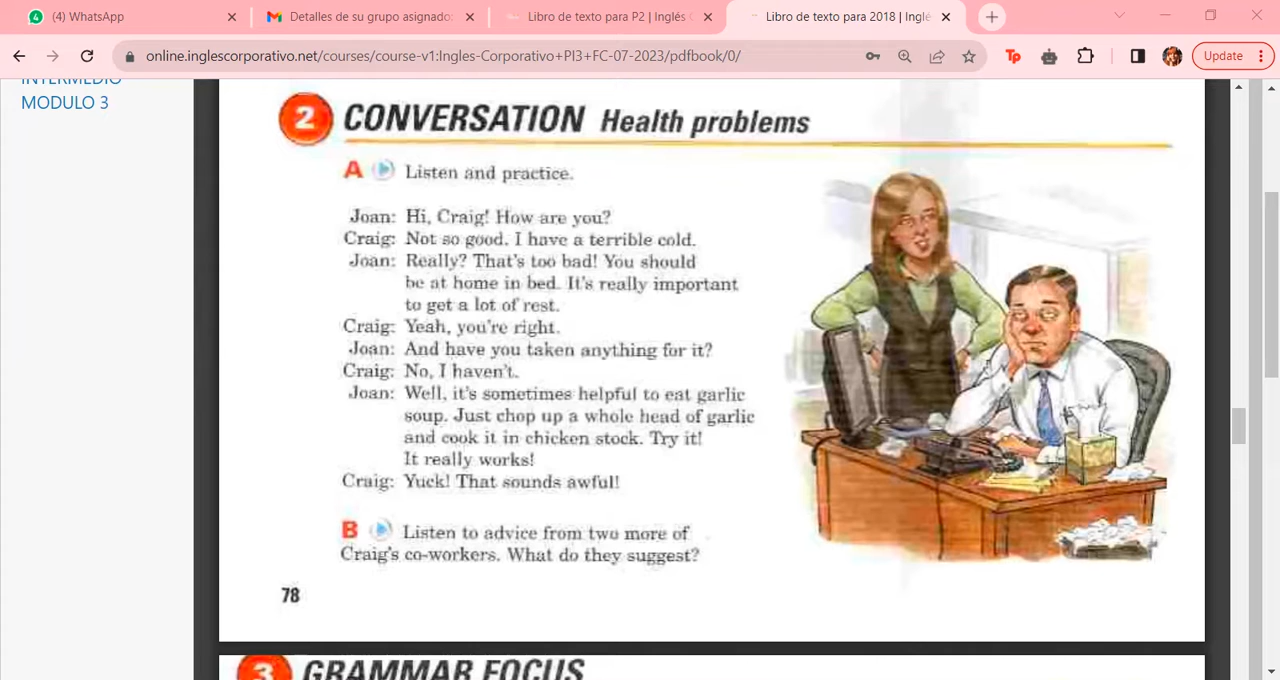 (4) WhatsApp
Detalles de su grupo asignado:
Libro de texto para P2 | Inglés
Libro de texto para 2018 | Inglé
online.inglescorporativo.net/courses/course-v1:Ingles-Corporativo+PI3+FC-07-2023/pdfbook/0/
Tp
Update
INTERMEDIO
MODULO 3
2 CONVERSATION Health problems
A Listen and practice.
Joan: Hi, Craig! How are you?
Craig: Not so good. I have a terrible cold.
Joan: Really? That's too bad! You should
be at home in bed. It's really important
to get a lot of rest.
Craig: Yeah, you're right.
Joan: And have you taken anything for it?
Craig: No, I haven't.
Joan: Well, it's sometimes helpful to eat garlic
soup. Just chop up a whole head of garlic
and cook it in chicken stock. Try it!
It really works!
Craig: Yuck! That sounds awful!
B Listen to advice from two more of
Craig's co-workers. What do they suggest?
78
3 GRAMMAR FOCUS